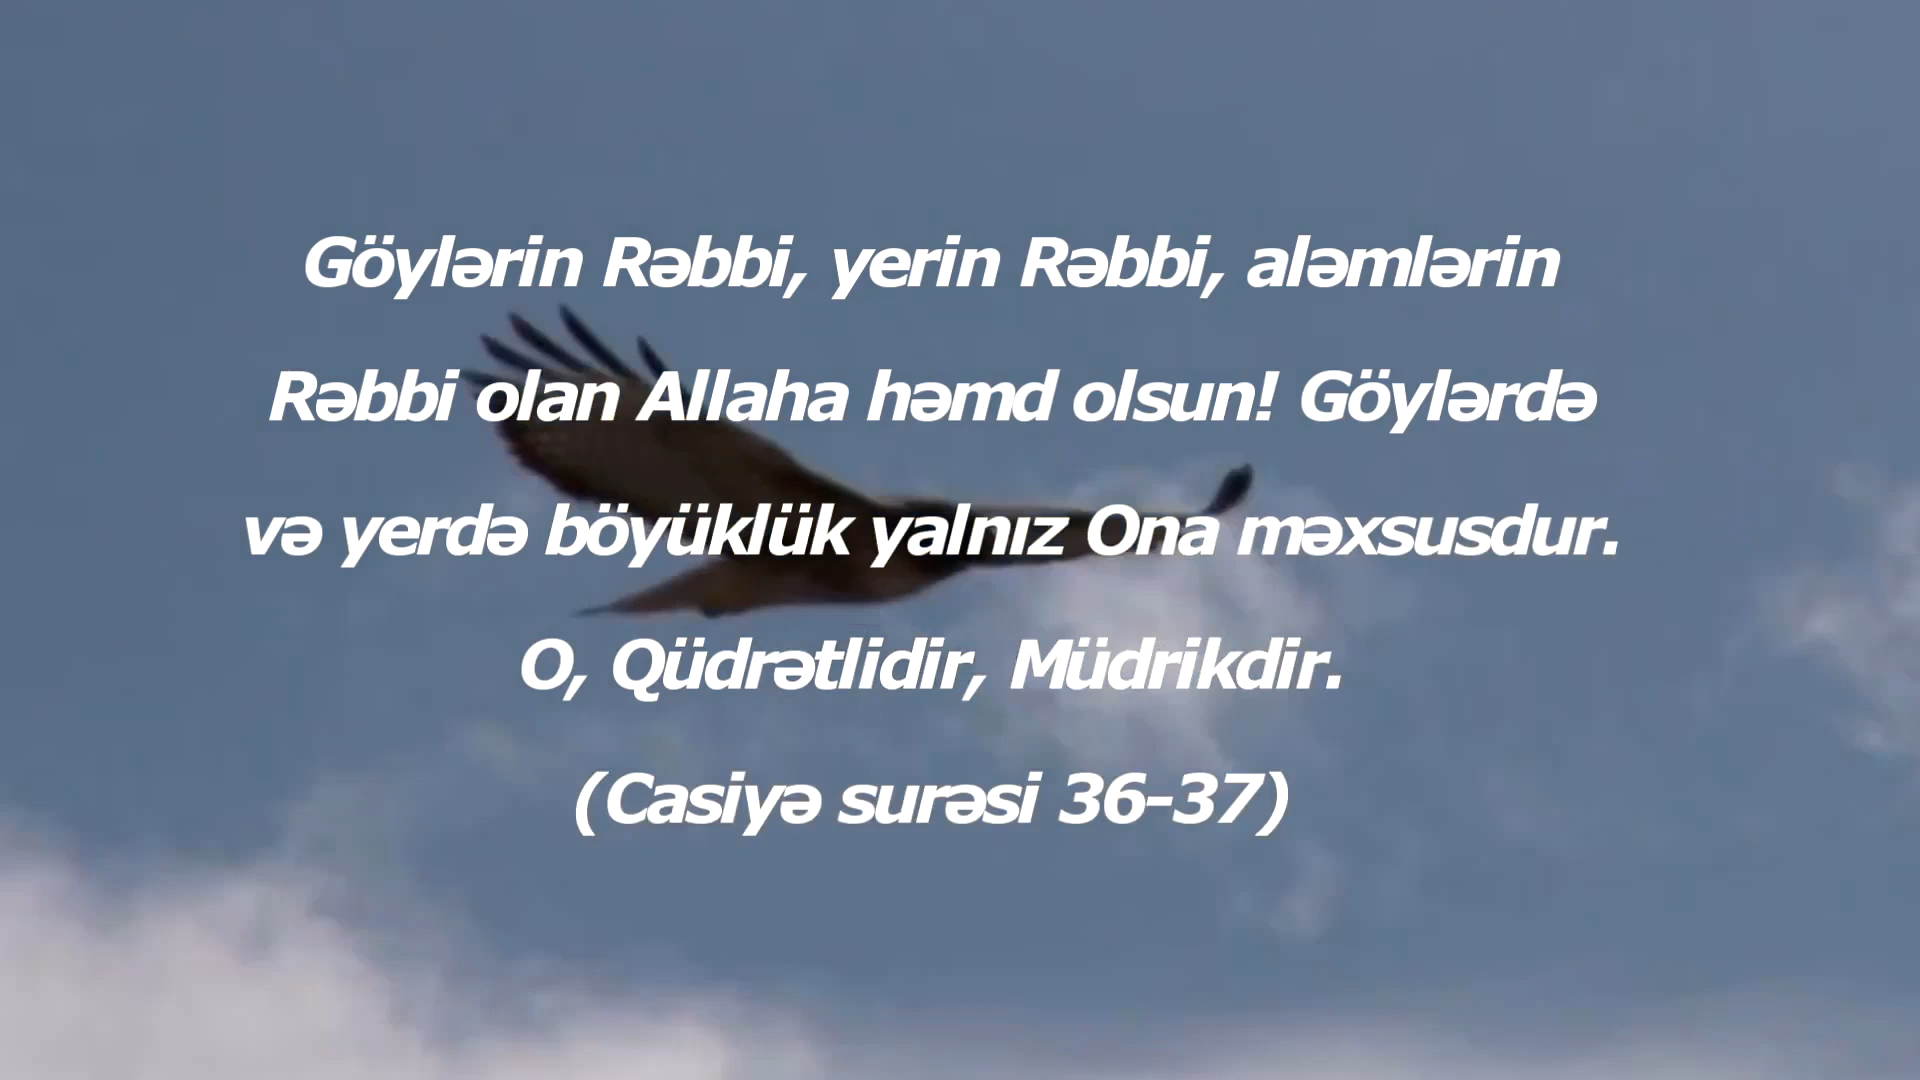 Göylərin Rəbbi, yerin Rəbbi, aləmlərin
Rəbbi olan Allaha həmd olsun! Göylərdə
və yerdə böyüklük yalnız Ona məxsusdur.
O, Qüdrətlidir, Müdrikdir.
(Casiyə surəsi 36-37)